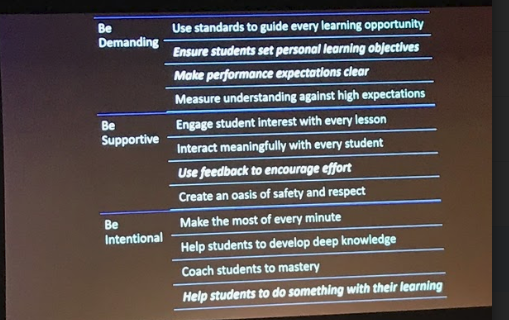 Be Demanding
Use standards to guide every learning opportunity
Ensure students set personal learning objectives
Make performance expectations clear
Measure understanding against high expectations
Be Supportive
Engage student interest with every lesson
Interact meaningfully with every student
Use feedback to encourage effort
Create an oasis of safety and respect
Be Intentional
Make the most of every minute
Help students to develop deep knowledge
Coach students to mastery
Help students to do something with their learning